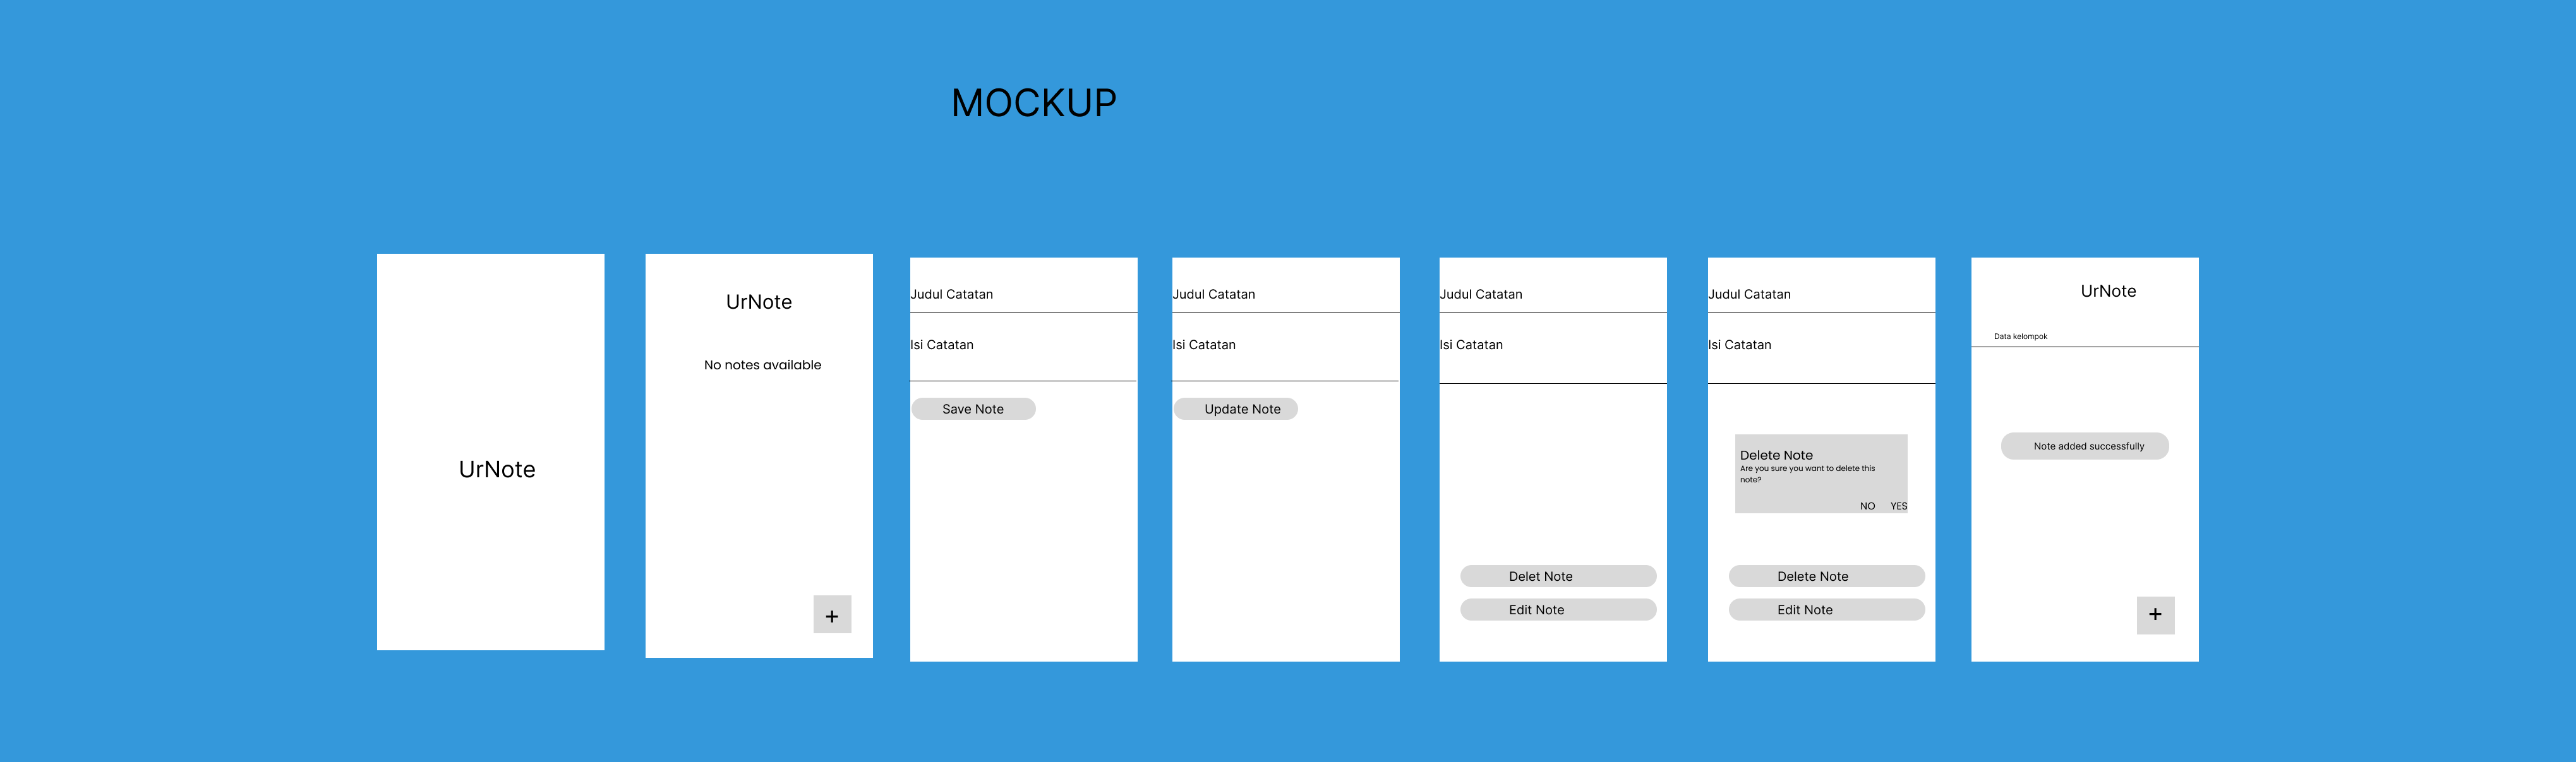 MOCKUP
UrNote
UrNote
No notes available
+
Judul Catatan
Isi Catatan
Save Note
Judul Catatan
Isi Catatan
Update Note
Judul Catatan
Isi Catatan
Delet Note
Edit Note
Judul Catatan
Isi Catatan
Delete Note
Are you sure you want to delete this
note?
NO YES
Delete Note
Edit Note
UrNote
Data kelompok
Note added successfully
+